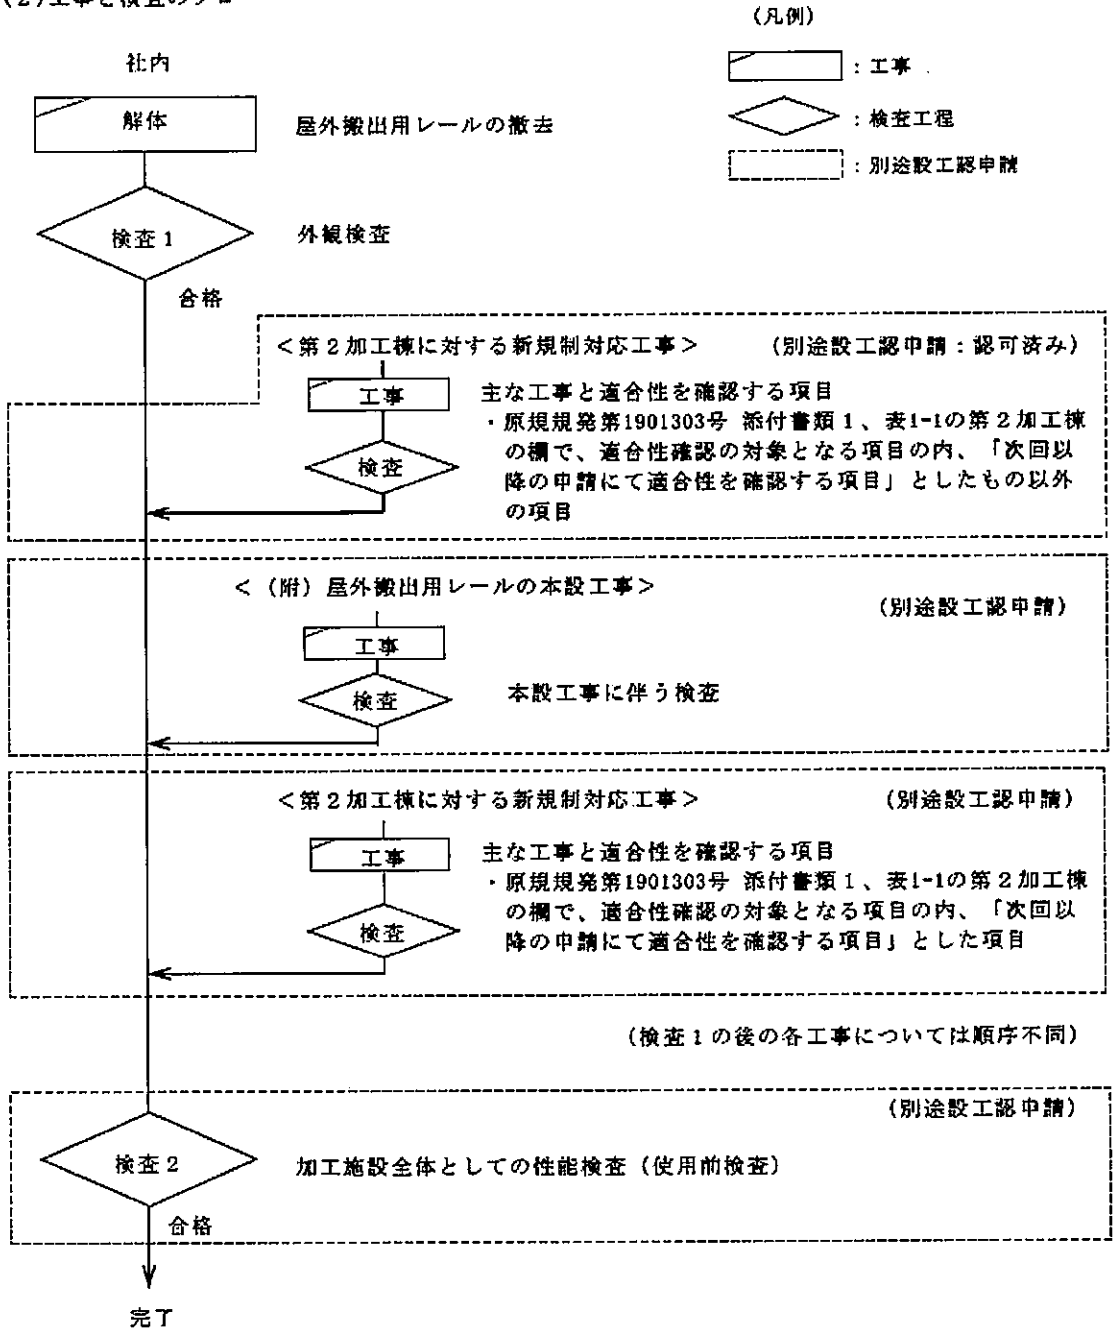 (2)工事と検査のフロー
(凡例)
:工事
:検査工程
:別途設工認申請
社内
解体
屋外搬出用レールの撤去
検査1
外観検査
合格
<第2加工棟に対する新規制対応工事>
(別途設工認申請:認可済み)
工事
主な工事と適合性を確認する項目
・原規規発第1901303号 添付書類1、表1-1の第2加工棟
の欄で、適合性確認の対象となる項目の内、「次回以
降の申請にて適合性を確認する項目」としたもの以外
の項目
検査
<(附)屋外搬出用レールの本設工事>
(別途設工認申請)
工事
検査
本設工事に伴う検査
<第2加工棟に対する新規制対応工事>
(別途設工認申請)
工事
主な工事と適合性を確認する項目
・原規規発第1901303号 添付書類1、表1-1の第2加工棟
の欄で、適合性確認の対象となる項目の内、「次回以
降の申請にて適合性を確認する項目」とした項目
検査
(検査1の後の各工事については順序不同)
(別途設工認申請)
検査2
加工施設全体としての性能検査(使用前検査)
合格
完了